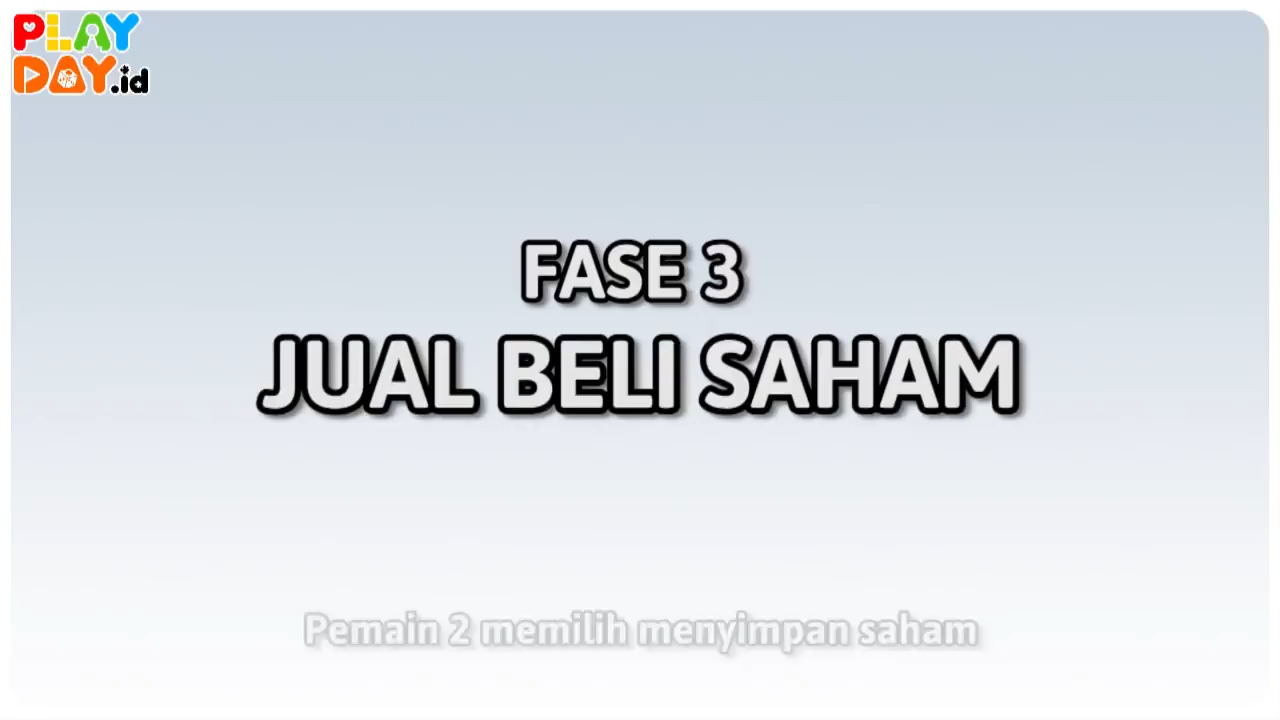 PLAY
DAY.id
FASE 3
JUAL BELI SAHAM
Pemain 2 memilih menyimpan saham